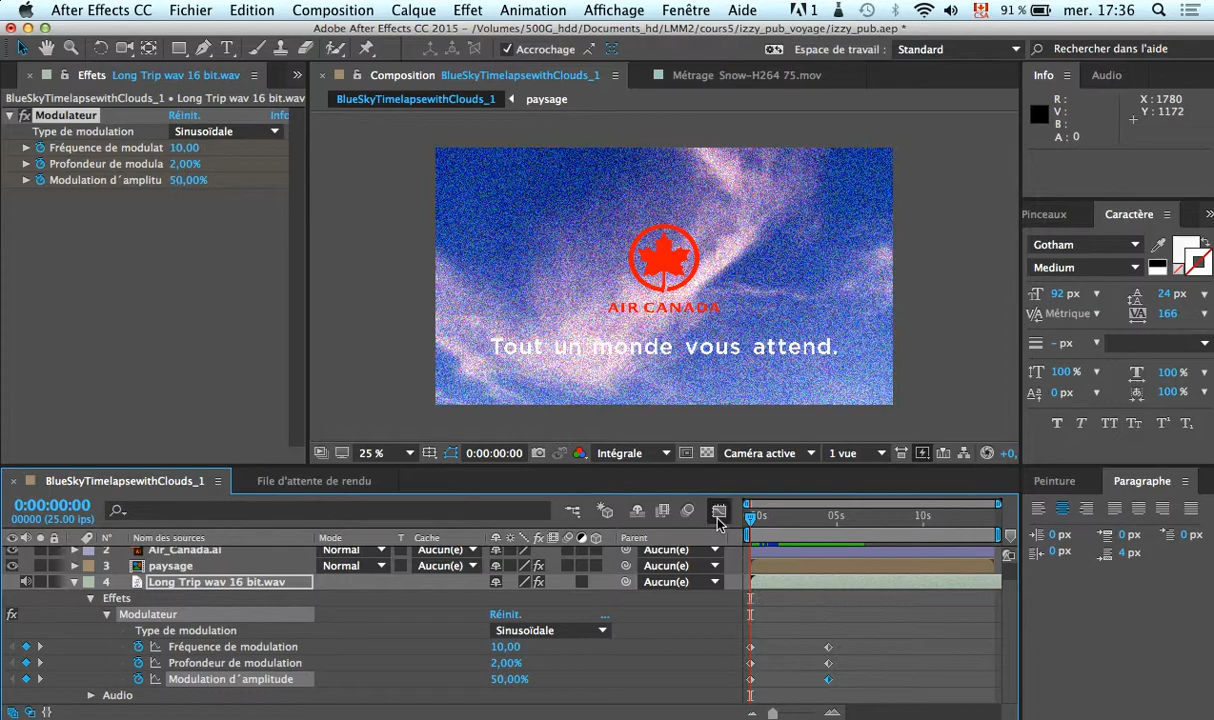 After Effects CC Fichier Edition Composition Calque Effet Animation Affichage Fenêtre Aide 1 91 % mer. 17:36
Adobe After Effects CC 2015 - /Volumes/500G_hdd/Documents_hd/LMM2/cours5/izzy_pub_voyage/izzy_pub.aep *
Accrochage Espace de travail : Standard Rechercher dans l'aide
Effets Long Trip wav 16 bit.wav Composition BlueSkyTimelapsewithClouds_1 Métrage Snow-H264 75.mov Info Audio
BlueSkyTimelapsewithClouds_1 • Long Trip wav 16 bit.wav BlueSkyTimelapsewithClouds_1 paysage
R : X : 1780
V : Y : 1172
B :
A : 0
fx Modulateur Réinit. Info
Type de modulation Sinusoïdale
Fréquence de modulat 10,00
Profondeur de modula 2,00%
Modulation d´amplitu 50,00%
AIR CANADA
Tout un monde vous attend.
Pinceaux Caractère
Gotham
Medium
92 px 24 px
Métrique 166
- px
100 % 100 %
0 px 100 %
T T TT Tт T¹ T₁
25 % 0:00:00:00 Intégrale Caméra active 1 vue +0,
BlueSkyTimelapsewithClouds_1 File d'attente de rendu Peinture Paragraphe
0:00:00:00
00000 (25.00 ips)
0s 05s 10s
0 px 0 px 0 px
0 px 4 px
N° Nom des sources Mode T Cache Parent
2 Air_Canada.ai Normal Aucun(e) Aucun(e)
3 paysage Normal Aucun(e) Aucun(e)
4 Long Trip wav 16 bit.wav Aucun(e)
Effets
fx Modulateur Réinit. ...
Type de modulation Sinusoïdale
Fréquence de modulation 10,00
Profondeur de modulation 2,00%
Modulation d´amplitude 50,00%
Audio